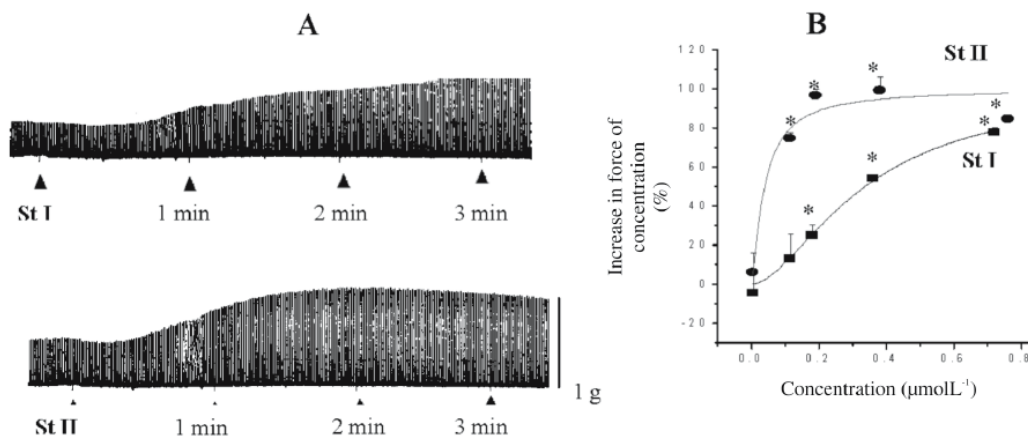 A
St I
1 min
2 min
3 min
St II
1 min
2 min
3 min
1 g
B
Increase in force of
concentration
(%)
120
100
80
60
40
20
0
-20
St II
St I
*
*
*
*
*
*
*
0.0
0.2
0.4
0.6
0.8
Concentration (µmolL-1)